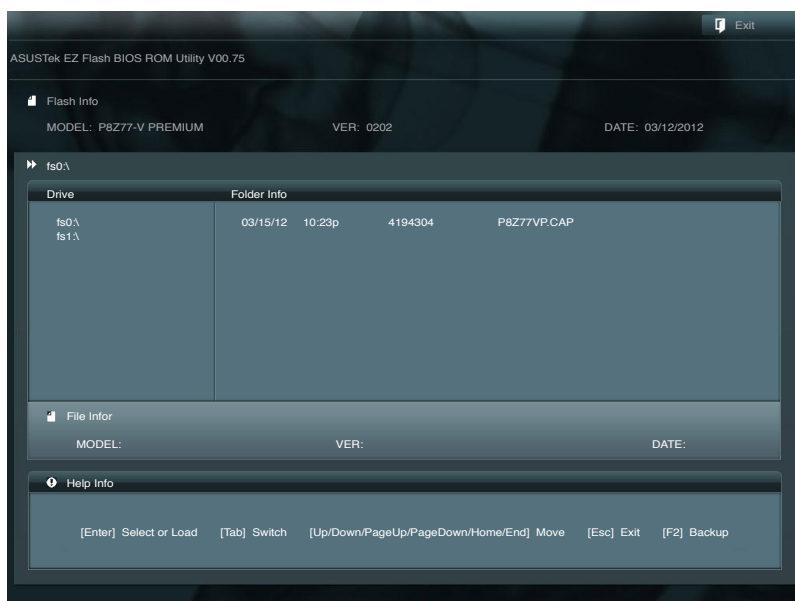 Exit
ASUSTek EZ Flash BIOS ROM Utility V00.75
Flash Info
MODEL: P8Z77-V PREMIUM VER: 0202 DATE: 03/12/2012
fs0:\
Drive Folder Info
fs0:\ 03/15/12 10:23p 4194304 P8Z77VP.CAP
fs1:\
File Infor
MODEL: VER: DATE:
Help Info
[Enter] Select or Load [Tab] Switch [Up/Down/PageUp/PageDown/Home/End] Move [Esc] Exit [F2] Backup